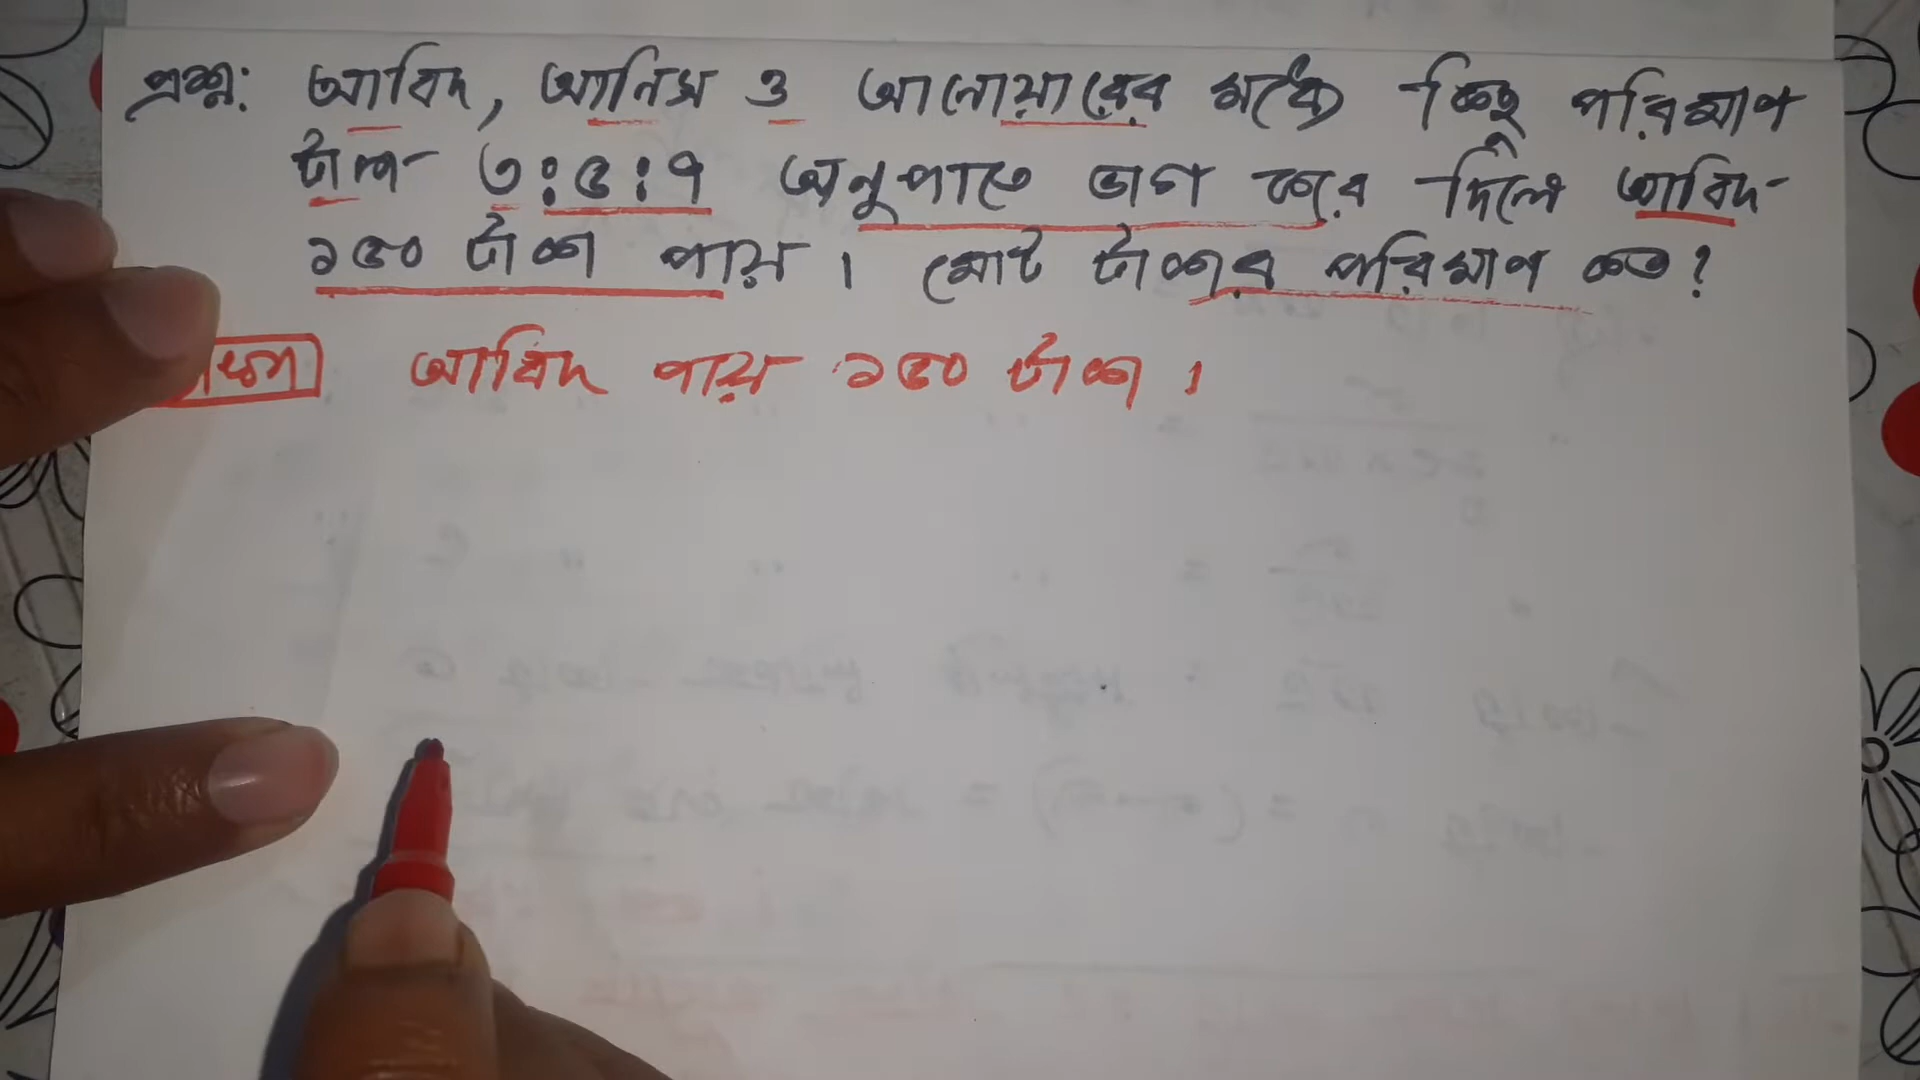 প্রশ্ন: আবিদ, আনিস ও আনোয়ারের মধ্যে কিছু পরিমাণ
টাকা ৩:৫:৭ অনুপাতে ভাগ করে দিলে আবিদ
১৫০ টাকা পায়। মোট টাকার পরিমাণ কত?
আবিদ পায় ১৫০ টাকা।